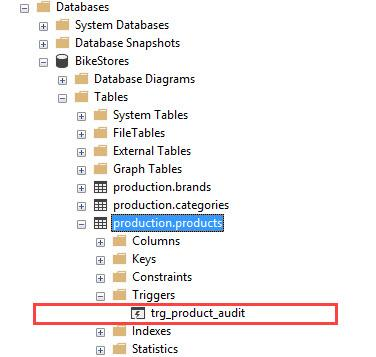 Databases
System Databases
Database Snapshots
BikeStores
Database Diagrams
Tables
System Tables
FileTables
External Tables
Graph Tables
production.brands
production.categories
production.products
Columns
Keys
Constraints
Triggers
trg_product_audit
Indexes
Statistics